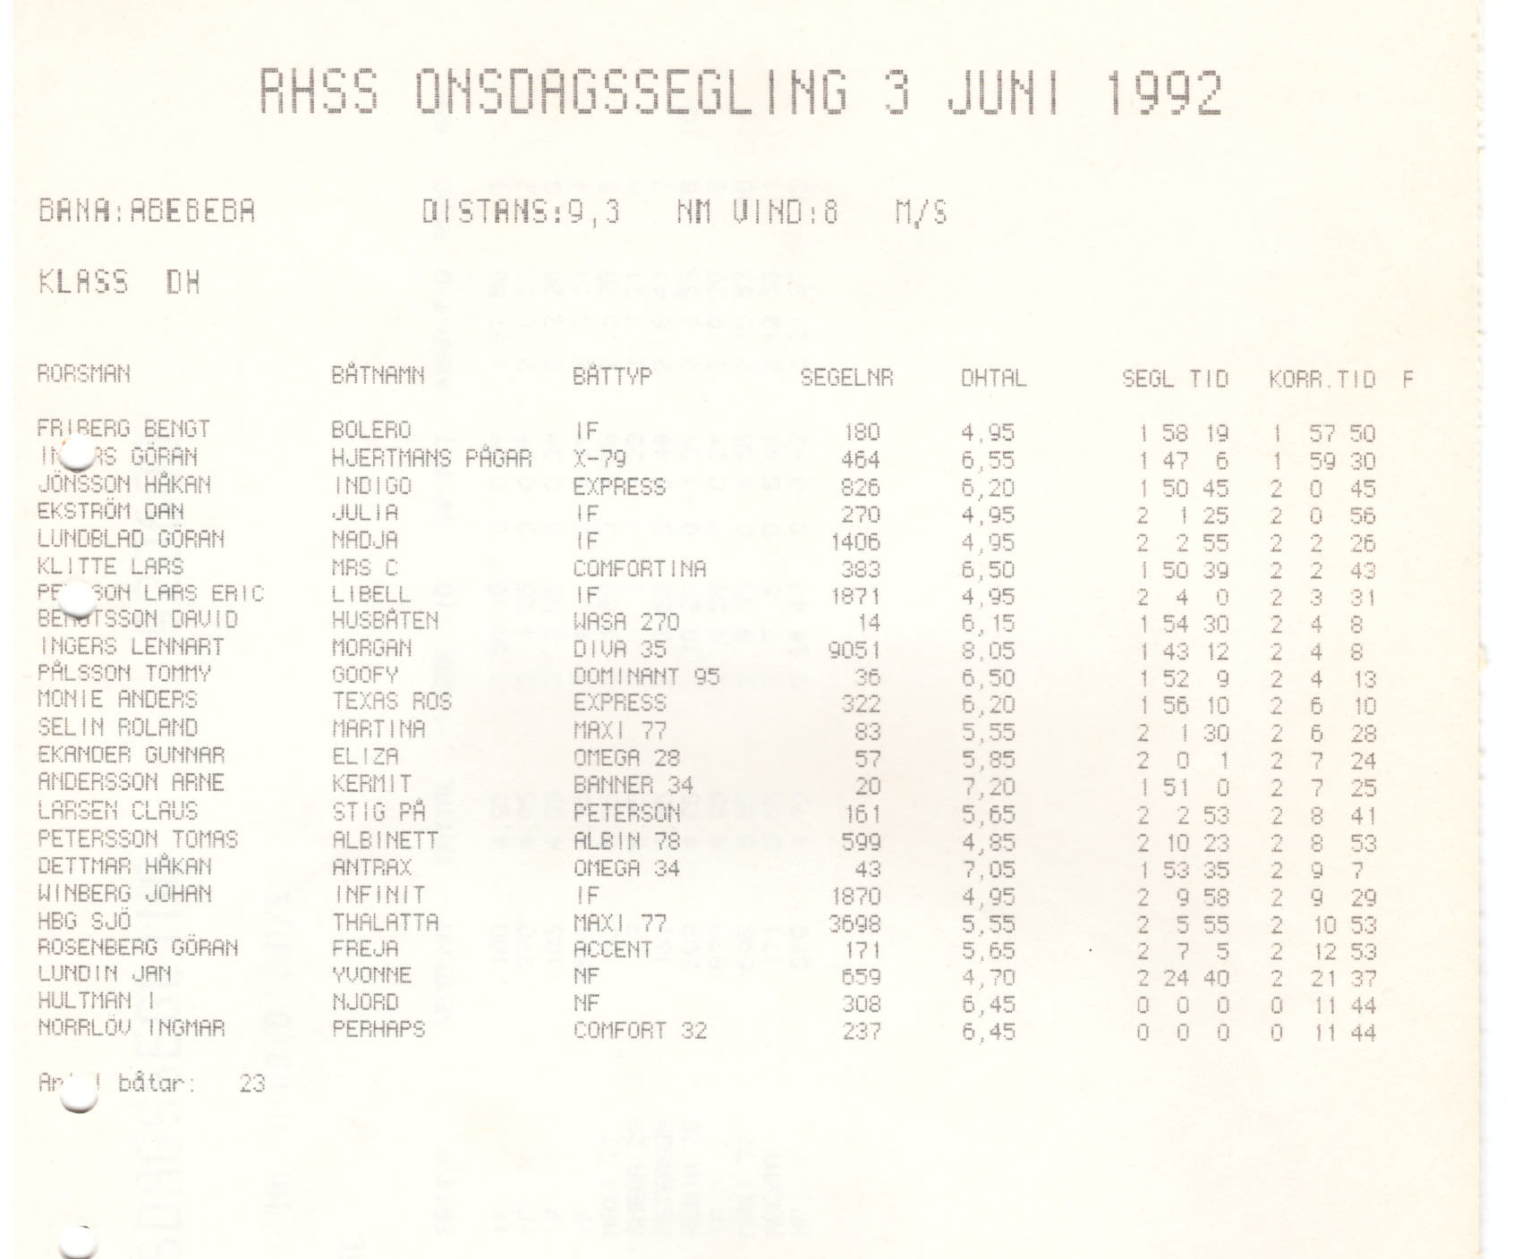 RHSS ONSDAGSSEGLING 3 JUNI 1992
BANA:ABEBEBA DISTANS:9,3 NM VIND:8 M/S
KLASS DH
RORSMAN BÅTNAMN BÅTTYP SEGELNR DHTAL SEGL TID KORR.TID F
FRIBERG BENGT BOLERO IF 180 4,95 1 58 19 1 57 50
GÖRAN HJERTMANS PÅGAR X-79 464 6,55 1 47 6 1 59 30
JÖNSSON HÅKAN INDIGO EXPRESS 826 6,20 1 50 45 2 0 45
EKSTRÖM DAN JULIA IF 270 4,95 2 1 25 2 0 56
LUNDBLAD GÖRAN NADJA IF 1406 4,95 2 2 55 2 2 26
KLITTE LARS MRS C COMFORTINA 383 6,50 1 50 39 2 2 43
LARS ERIC LIBELL IF 1871 4,95 2 4 0 2 3 31
BENGTSSON DAVID HUSBÅTEN WASA 270 14 6,15 1 54 30 2 4 8
INGERS LENNART MORGAN DIVA 35 9051 8,05 1 43 12 2 4 8
PÅLSSON TOMMY GOOFY DOMINANT 95 36 6,50 1 52 9 2 4 13
MONIE ANDERS TEXAS ROS EXPRESS 322 6,20 1 56 10 2 6 10
SELIN ROLAND MARTINA MAXI 77 83 5,55 2 1 30 2 6 28
EKANDER GUNNAR ELIZA OMEGA 28 57 5,85 2 0 1 2 7 24
ANDERSSON ARNE KERMIT BANNER 34 20 7,20 1 51 0 2 7 25
LARSEN CLAUS STIG PÅ PETERSON 161 5,65 2 2 53 2 8 41
PETERSSON TOMAS ALBINETT ALBIN 78 599 4,85 2 10 23 2 8 53
DETTMAR HÅKAN ANTRAX OMEGA 34 43 7,05 1 53 35 2 9 7
WINBERG JOHAN INFINIT IF 1870 4,95 2 9 58 2 9 29
HBG SJÖ THALATTA MAXI 77 3698 5,55 2 5 55 2 10 53
ROSENBERG GÖRAN FREJA ACCENT 171 5,65 2 7 5 2 12 53
LUNDIN JAN YVONNE NF 659 4,70 2 24 40 2 21 37
HULTMAN I NJORD NF 308 6,45 0 0 0 0 11 44
NORRLÖV INGMAR PERHAPS COMFORT 32 237 6,45 0 0 0 0 11 44
båtar: 23